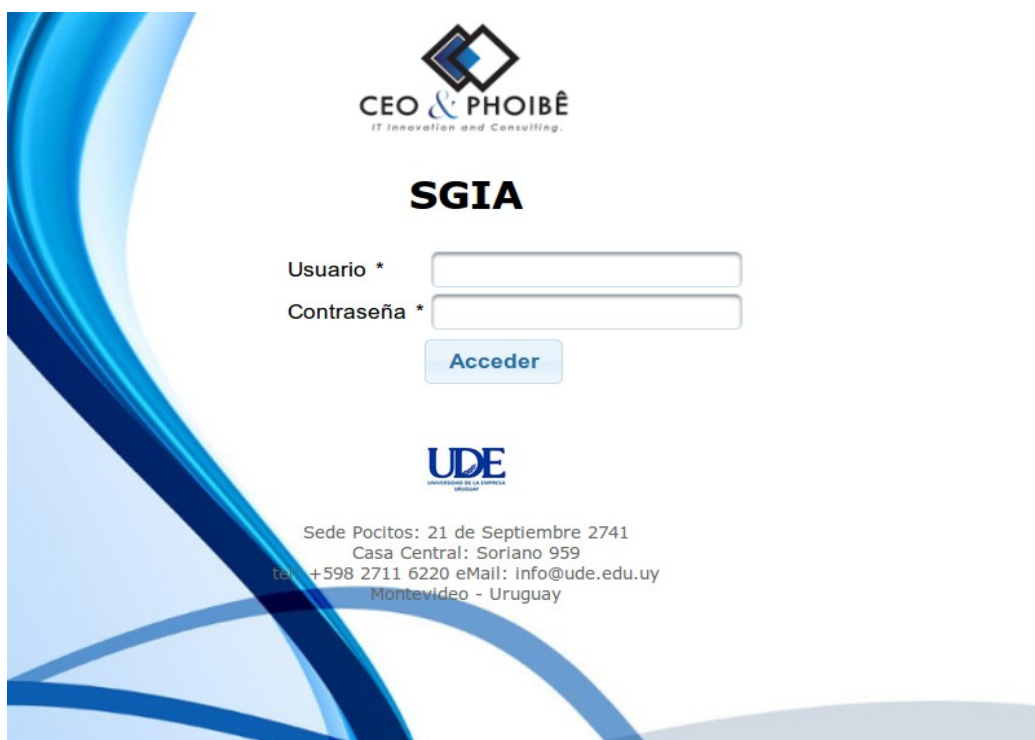 CEO & PHOIBÊ
IT Innovation and Consulting.
SGIA
Usuario *
Contraseña *
Acceder
UDE
UNIVERSIDAD DE LA EMPRESA
URUGUAY
Sede Pocitos: 21 de Septiembre 2741
Casa Central: Soriano 959
tel: +598 2711 6220 eMail: info@ude.edu.uy
Montevideo - Uruguay